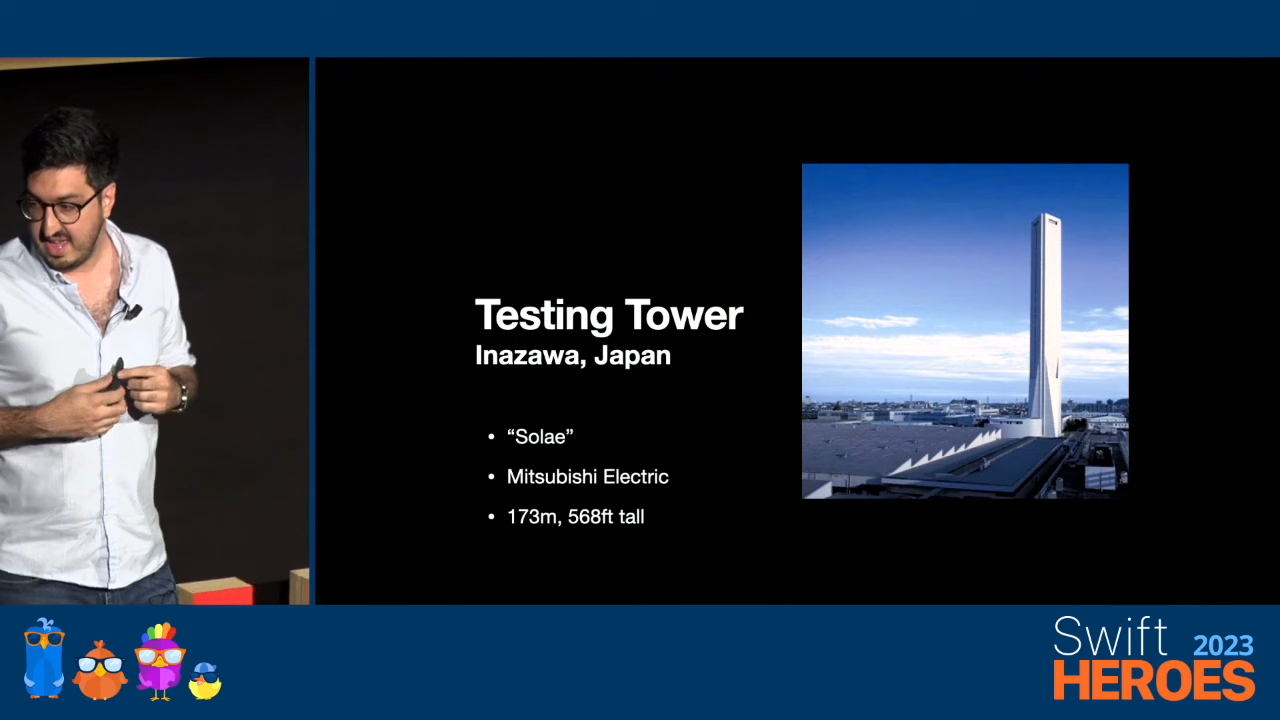 Testing Tower
Inazawa, Japan
• “Solae”
• Mitsubishi Electric
• 173m, 568ft tall
Swift 2023
HEROES